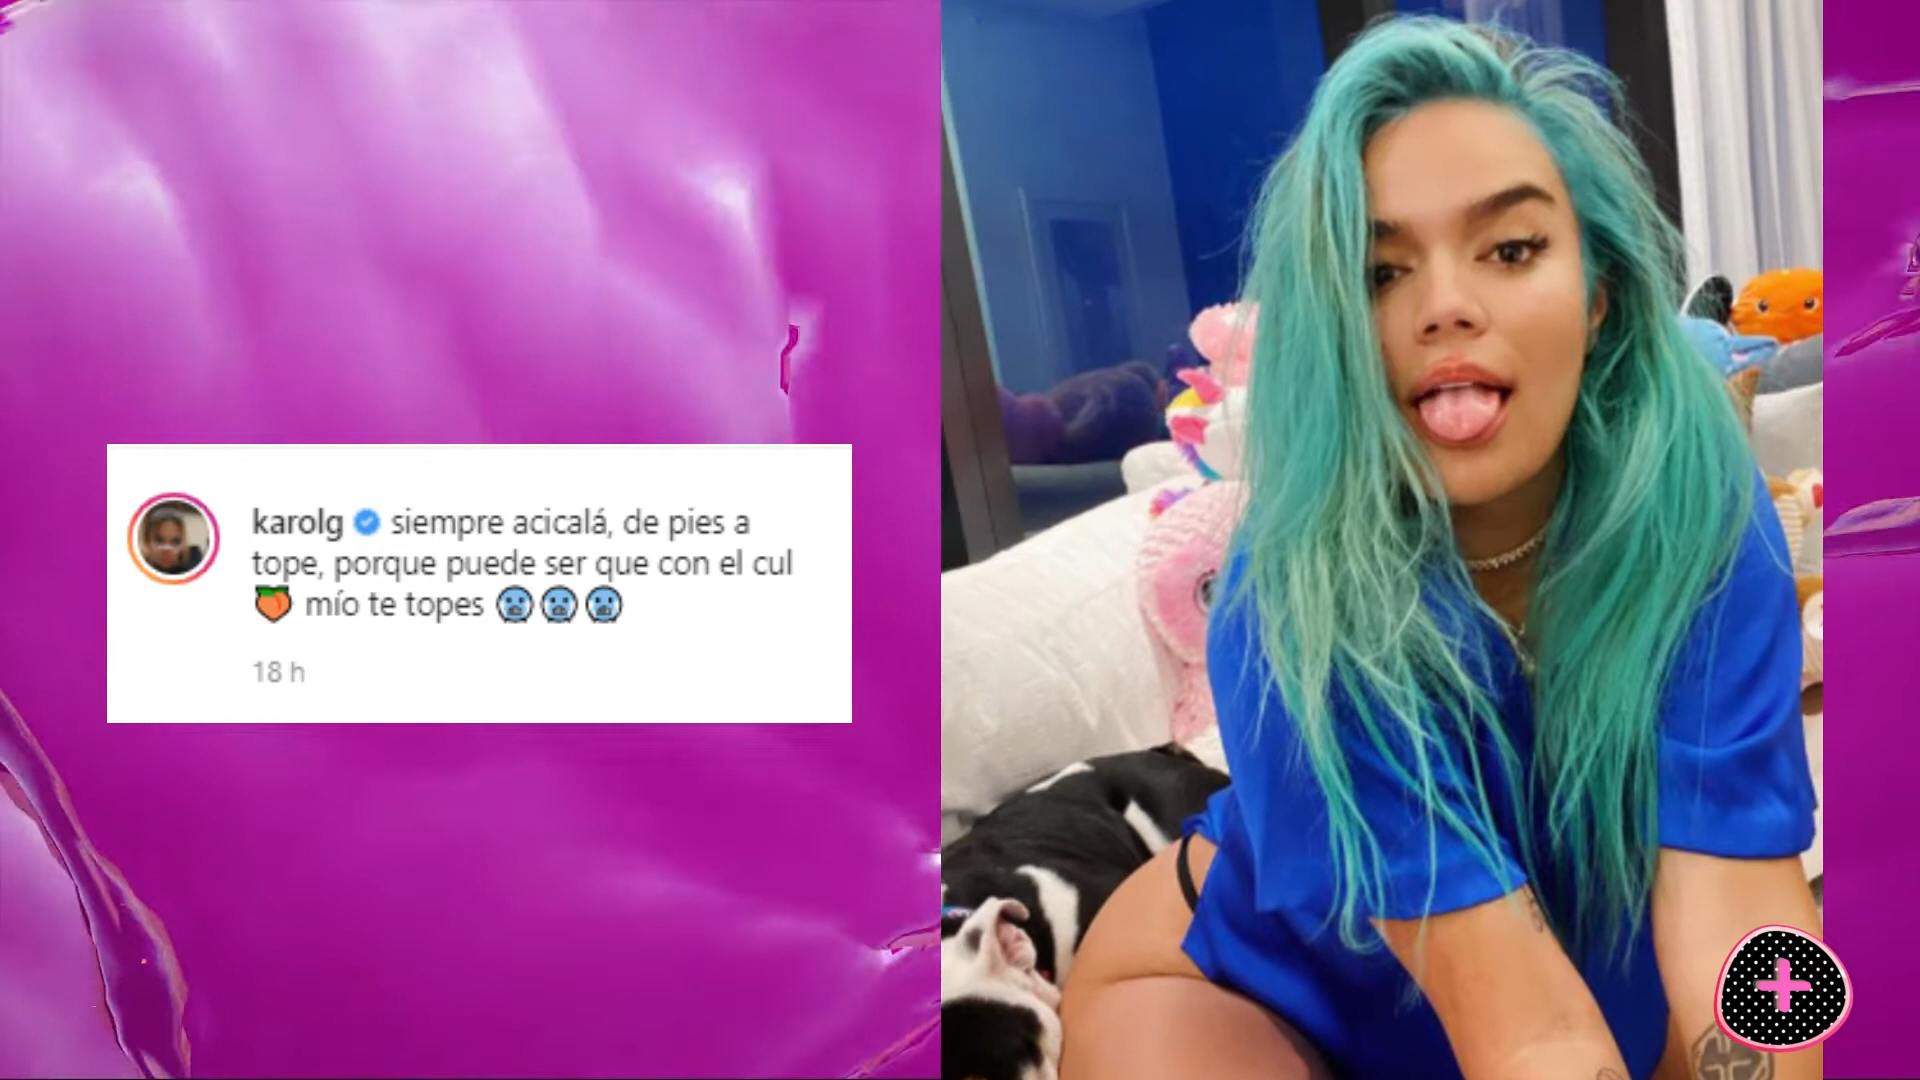 karolg siempre acicalá, de pies a
tope, porque puede ser que con el cul
🍑 mío te topes 🥶🥶🥶
18 h